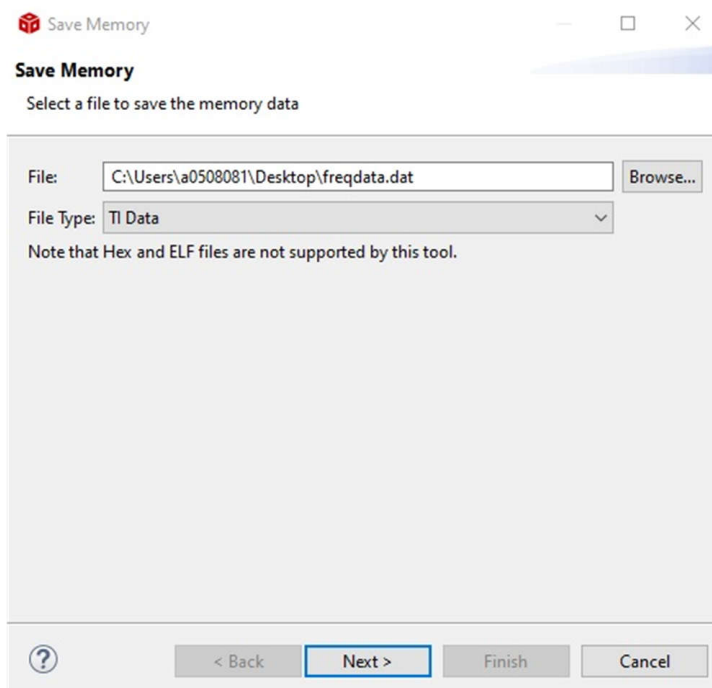 Save Memory
Save Memory
Select a file to save the memory data
File: C:\Users\a0508081\Desktop\freqdata.dat Browse...
File Type: TI Data
Note that Hex and ELF files are not supported by this tool.
? < Back Next > Finish Cancel